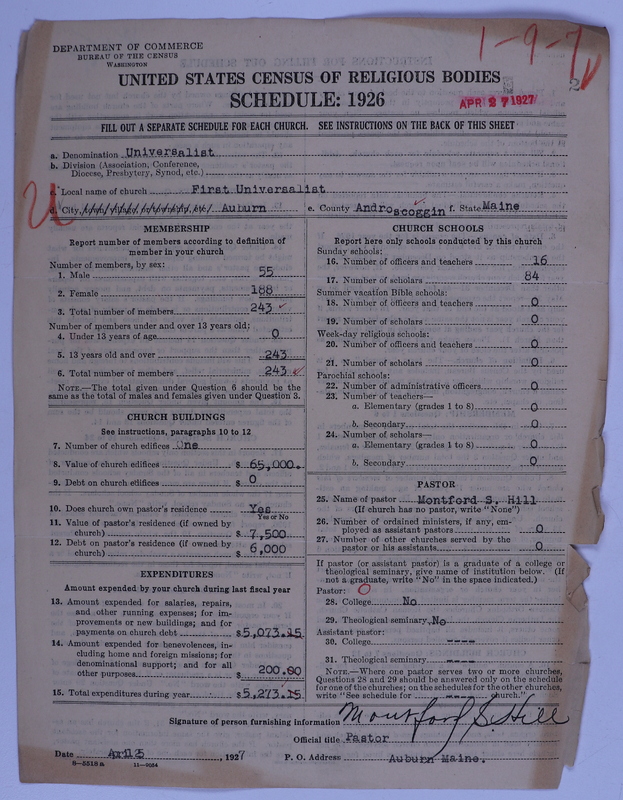 DEPARTMENT OF COMMERCE
BUREAU OF THE CENSUS
WASHINGTON
1-9-7
UNITED STATES CENSUS OF RELIGIOUS BODIES
SCHEDULE: 1926
APR 27 1927
FILL OUT A SEPARATE SCHEDULE FOR EACH CHURCH. SEE INSTRUCTIONS ON THE BACK OF THIS SHEET
a. Denomination Universalist
b. Division (Association, Conference,
Diocese, Presbytery, Synod, etc.)
U
c. Local name of church First Universalist
d. City, Auburn e. County Androscoggin f. State Maine
MEMBERSHIP
Report number of members according to definition of
member in your church
Number of members, by sex:
1. Male 55
2. Female 188
3. Total number of members 243
Number of members under and over 13 years old:
4. Under 13 years of age 0
5. 13 years old and over 243
6. Total number of members 243
NOTE.—The total given under Question 6 should be the
same as the total of males and females given under Question 3.
CHURCH BUILDINGS
See instructions, paragraphs 10 to 12
7. Number of church edifices One
8. Value of church edifices $ 65,000.
9. Debt on church edifices $ 0
10. Does church own pastor's residence Yes
Yes or No
11. Value of pastor's residence (if owned by
church) $ 7,500
12. Debt on pastor's residence (if owned by
church) $ 6,000
EXPENDITURES
Amount expended by your church during last fiscal year
13. Amount expended for salaries, repairs,
and other running expenses; for im-
provements or new buildings; and for
payments on church debt $5,073.15
14. Amount expended for benevolences, in-
cluding home and foreign missions; for
denominational support; and for all
other purposes $ 200.00
15. Total expenditures during year $5,273.15
CHURCH SCHOOLS
Report here only schools conducted by this church
Sunday schools:
16. Number of officers and teachers 16
17. Number of scholars 84
Summer vacation Bible schools:
18. Number of officers and teachers 0
19. Number of scholars 0
Week-day religious schools:
20. Number of officers and teachers 0
21. Number of scholars 0
Parochial schools:
22. Number of administrative officers 0
23. Number of teachers—
a. Elementary (grades 1 to 8) 0
b. Secondary 0
24. Number of scholars—
a. Elementary (grades 1 to 8) 0
b. Secondary 0
PASTOR
25. Name of pastor Montford S. Hill
(If church has no pastor, write "None")
26. Number of ordained ministers, if any, em-
ployed as assistant pastors 0
27. Number of other churches served by the
pastor or his assistants 0
If pastor (or assistant pastor) is a graduate of a college or
theological seminary, give name of institution below. (If
not a graduate, write "No" in the space indicated.)
Pastor: O
28. College No
29. Theological seminary, No
Assistant pastor:
30. College ----
31. Theological seminary ----
NOTE.—Where one pastor serves two or more churches,
Questions 28 and 29 should be answered only on the schedule
for one of the churches; on the schedules for the other churches,
write "See schedule for ---- church."
Signature of person furnishing information Montford S. Hill
Official title Pastor
Date April 25, 1927 P. O. Address Auburn Maine.
8-5518a 11-9084